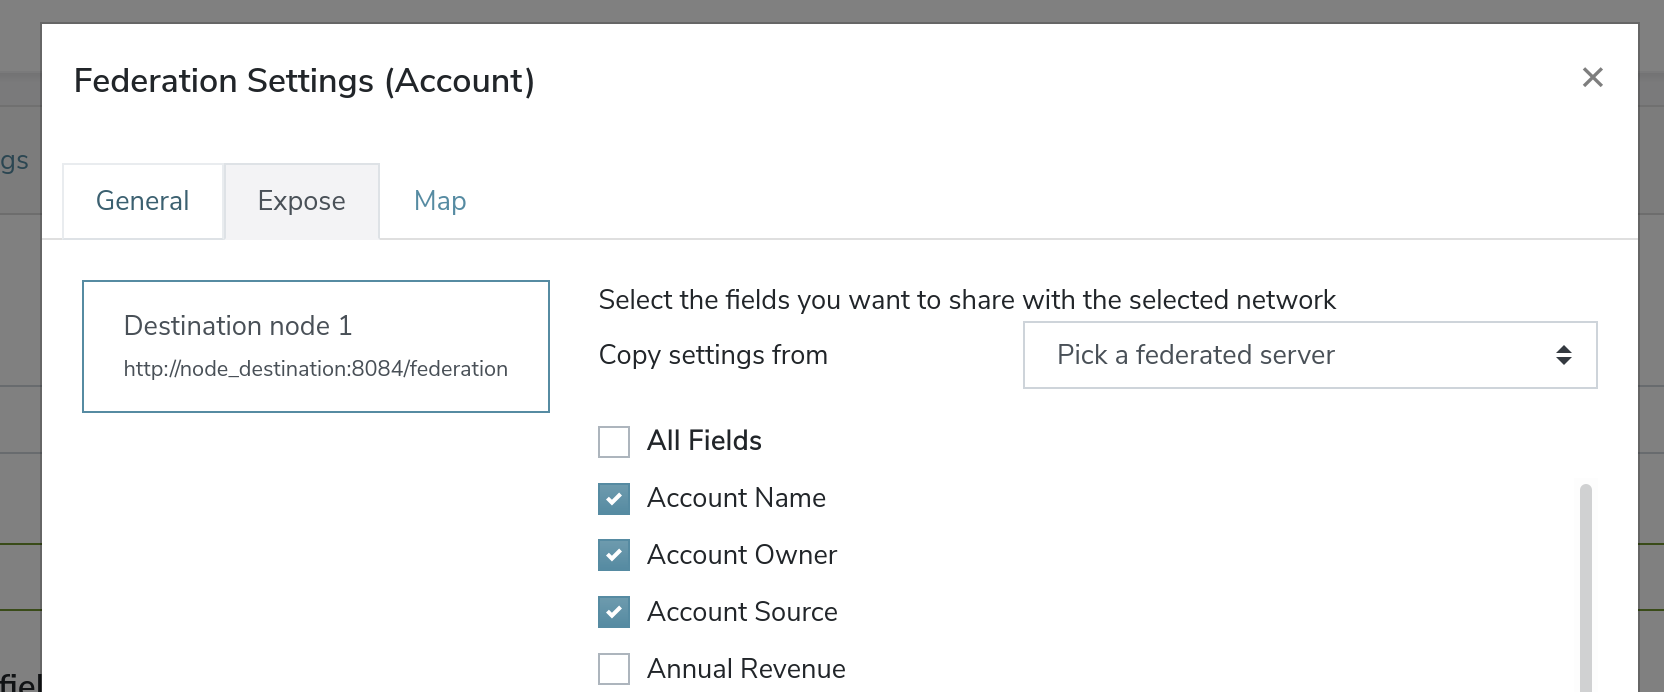 Federation Settings (Account)
gs
General
Expose
Map
Destination node 1
http://node_destination:8084/federation
Select the fields you want to share with the selected network
Copy settings from
Pick a federated server
All Fields
Account Name
Account Owner
Account Source
Annual Revenue
fiel